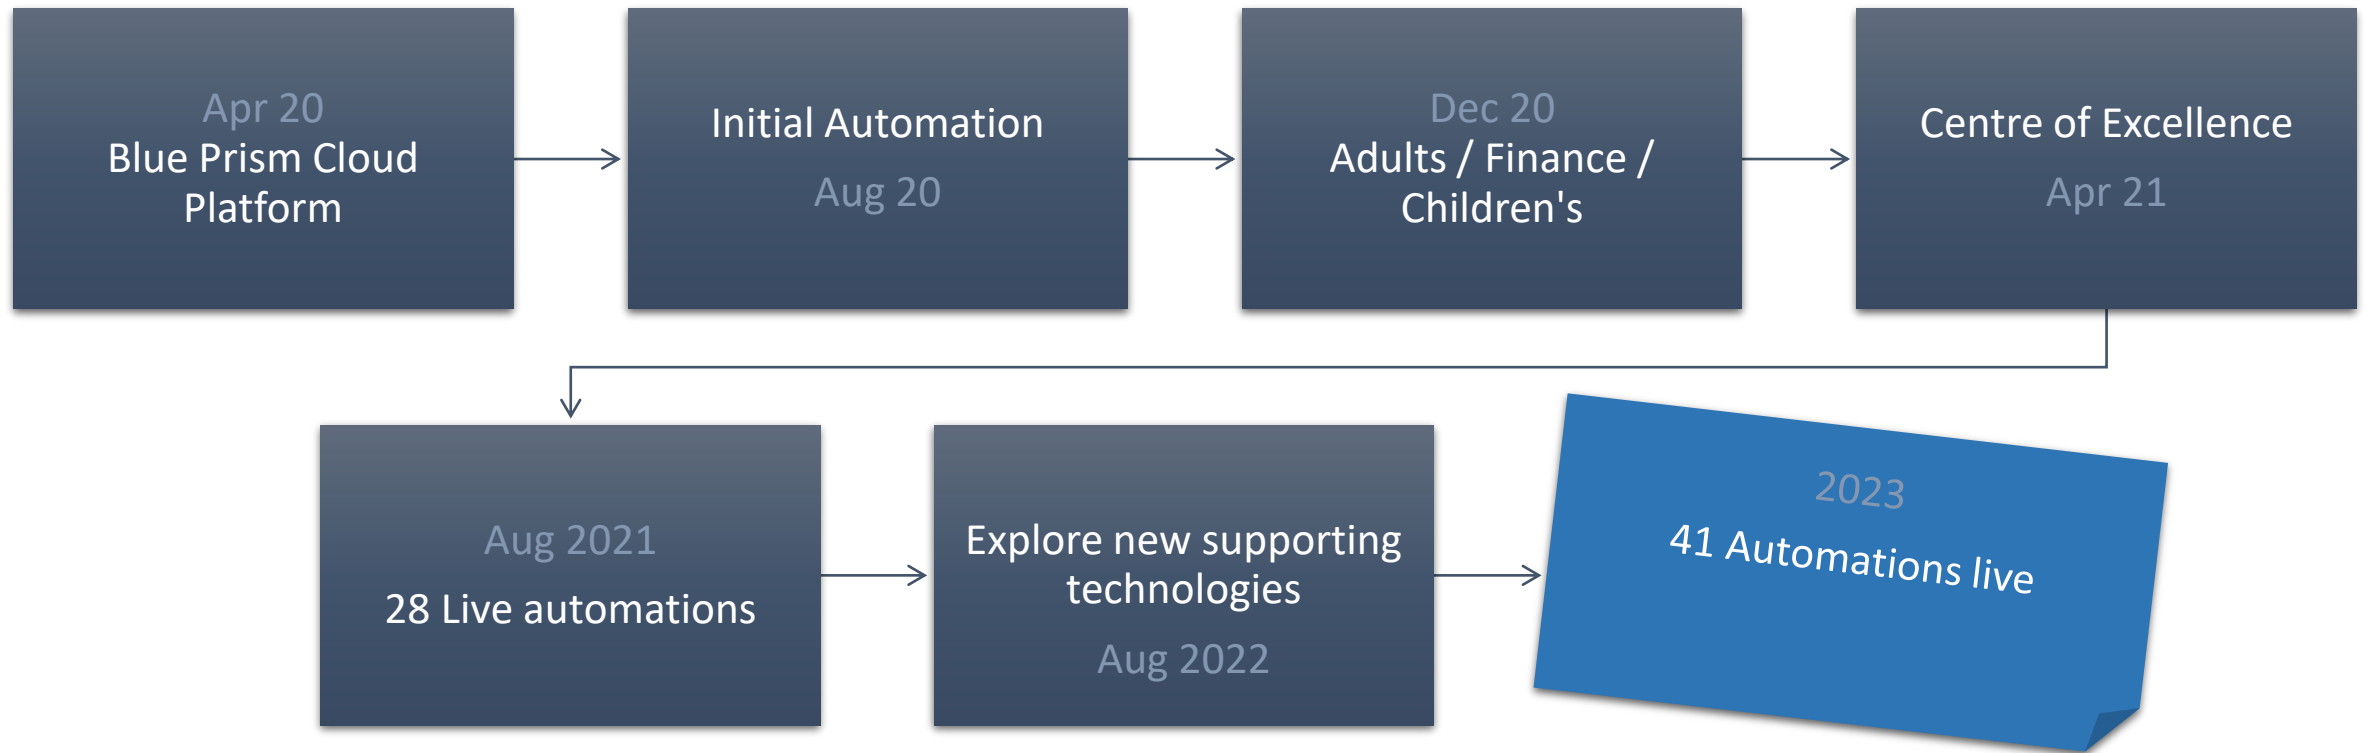 Apr 20
Blue Prism Cloud
Platform
Initial Automation
Aug 20
Dec 20
Adults / Finance /
Children's
Centre of Excellence
Apr 21
Aug 2021
28 Live automations
Explore new supporting
technologies
Aug 2022
2023
41 Automations live